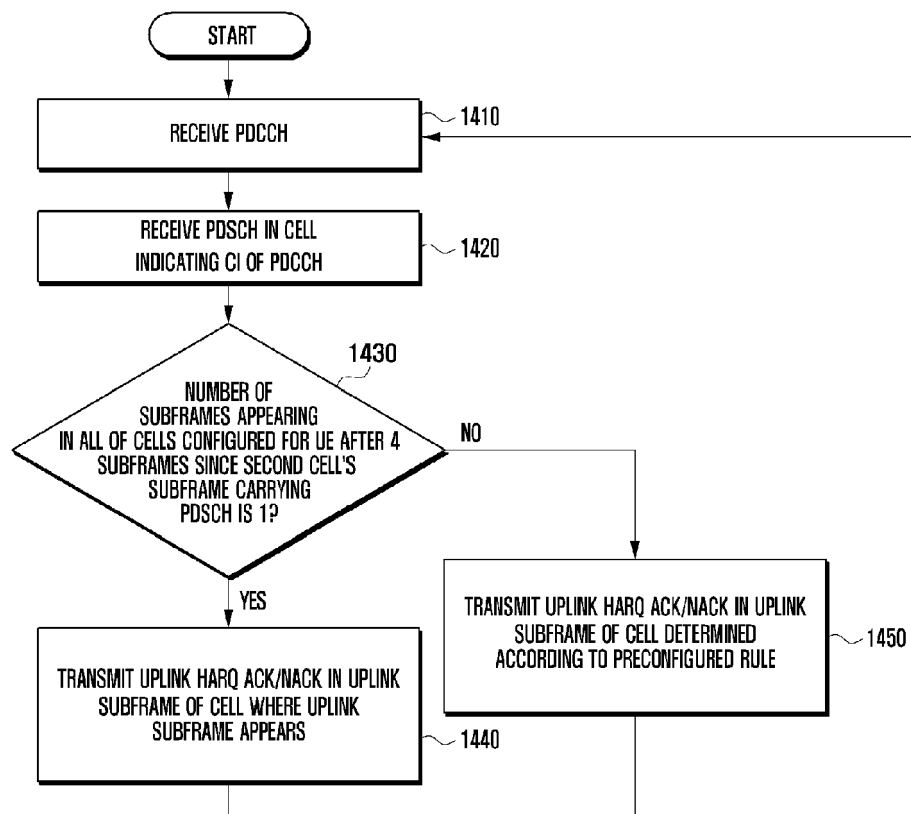 START
RECEIVE PDCCH
1410
RECEIVE PDSCH IN CELL
INDICATING CI OF PDCCH
1420
1430
NUMBER OF
SUBFRAMES APPEARING
IN ALL OF CELLS CONFIGURED FOR UE AFTER 4
SUBFRAMES SINCE SECOND CELL'S
SUBFRAME CARRYING
PDSCH IS 1?
NO
YES
TRANSMIT UPLINK HARQ ACK/NACK IN UPLINK
SUBFRAME OF CELL DETERMINED
ACCORDING TO PRECONFIGURED RULE
1450
TRANSMIT UPLINK HARQ ACK/NACK IN UPLINK
SUBFRAME OF CELL WHERE UPLINK
SUBFRAME APPEARS
1440